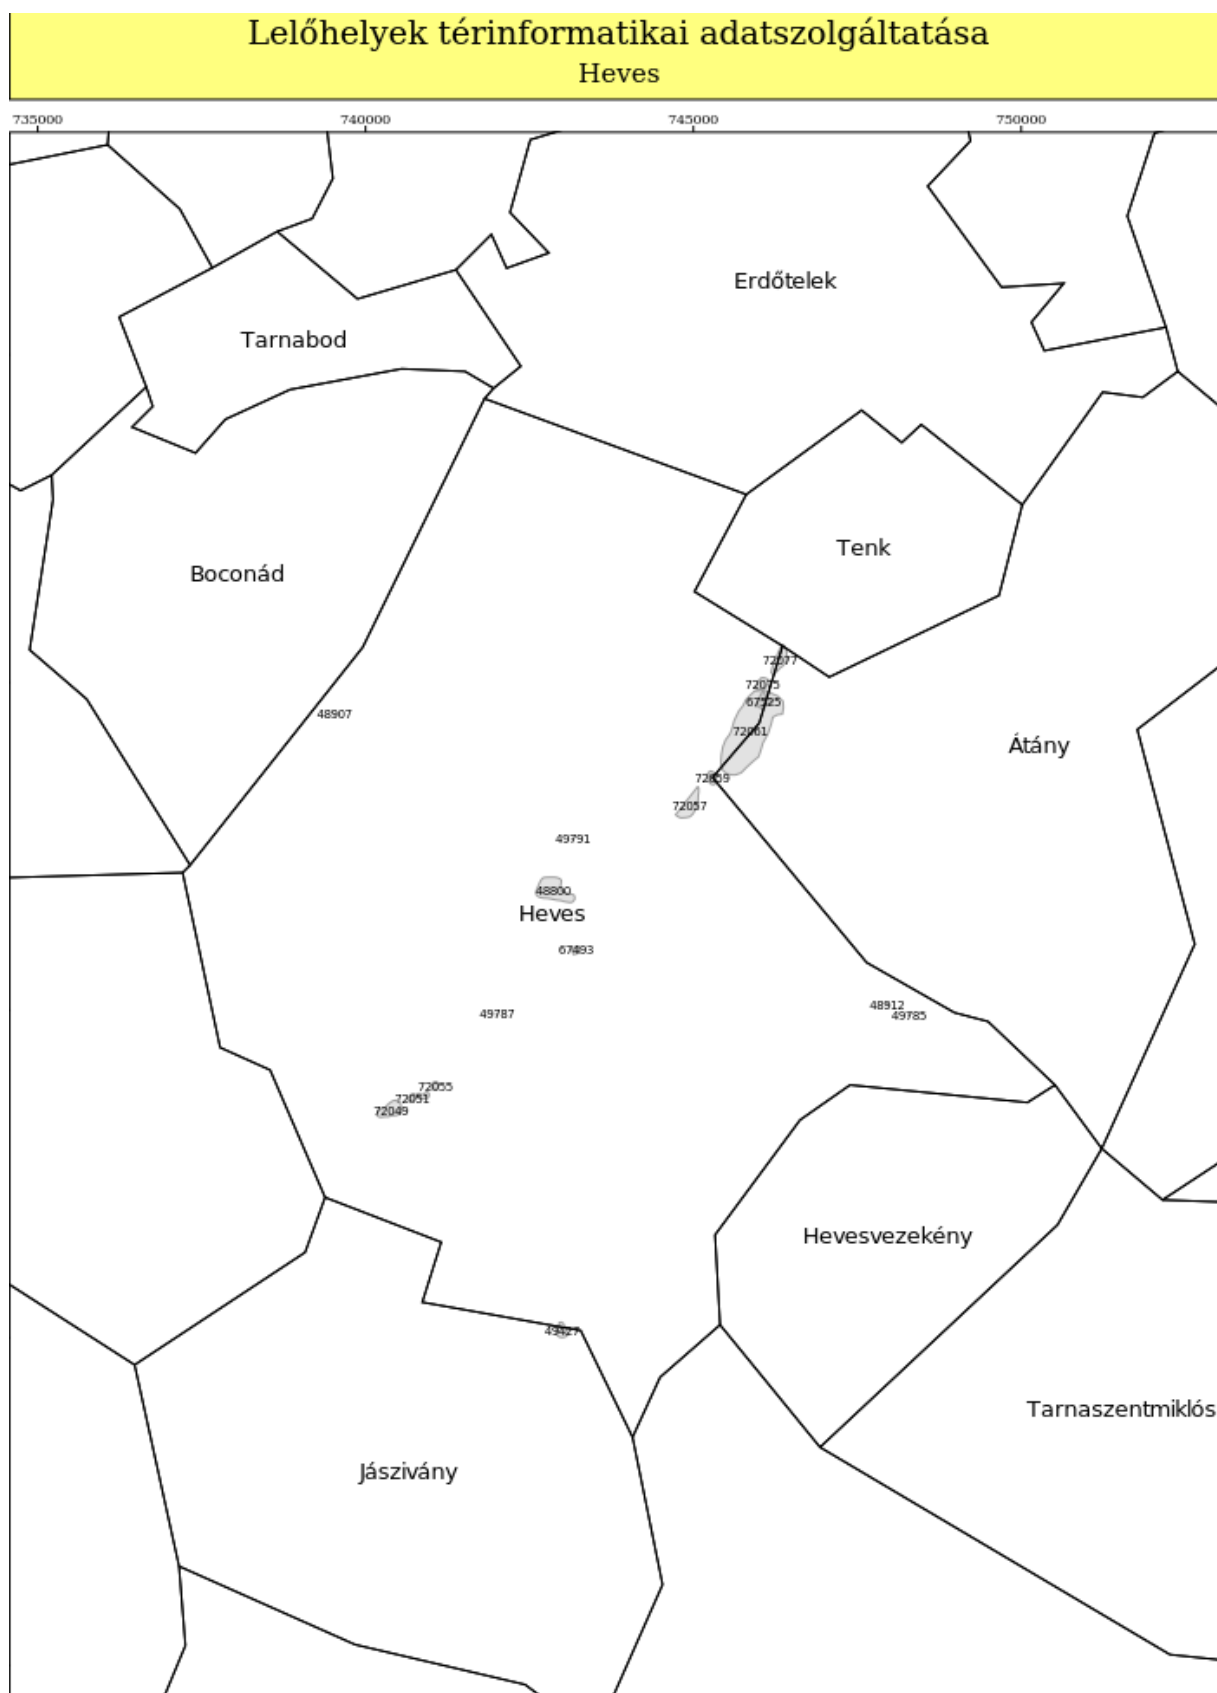 Lelőhelyek térinformatikai adatszolgáltatása
Heves
735000 740000 745000 750000
Erdőtelek
Tarnabod
Tenk
Boconád
72077
72075
67525
48907
72061
Átány
72059
72057
49791
48800
Heves
67493
48912
49785
49787
72055
72051
72049
Hevesvezekény
49427
Tarnaszentmiklós
Jászivány